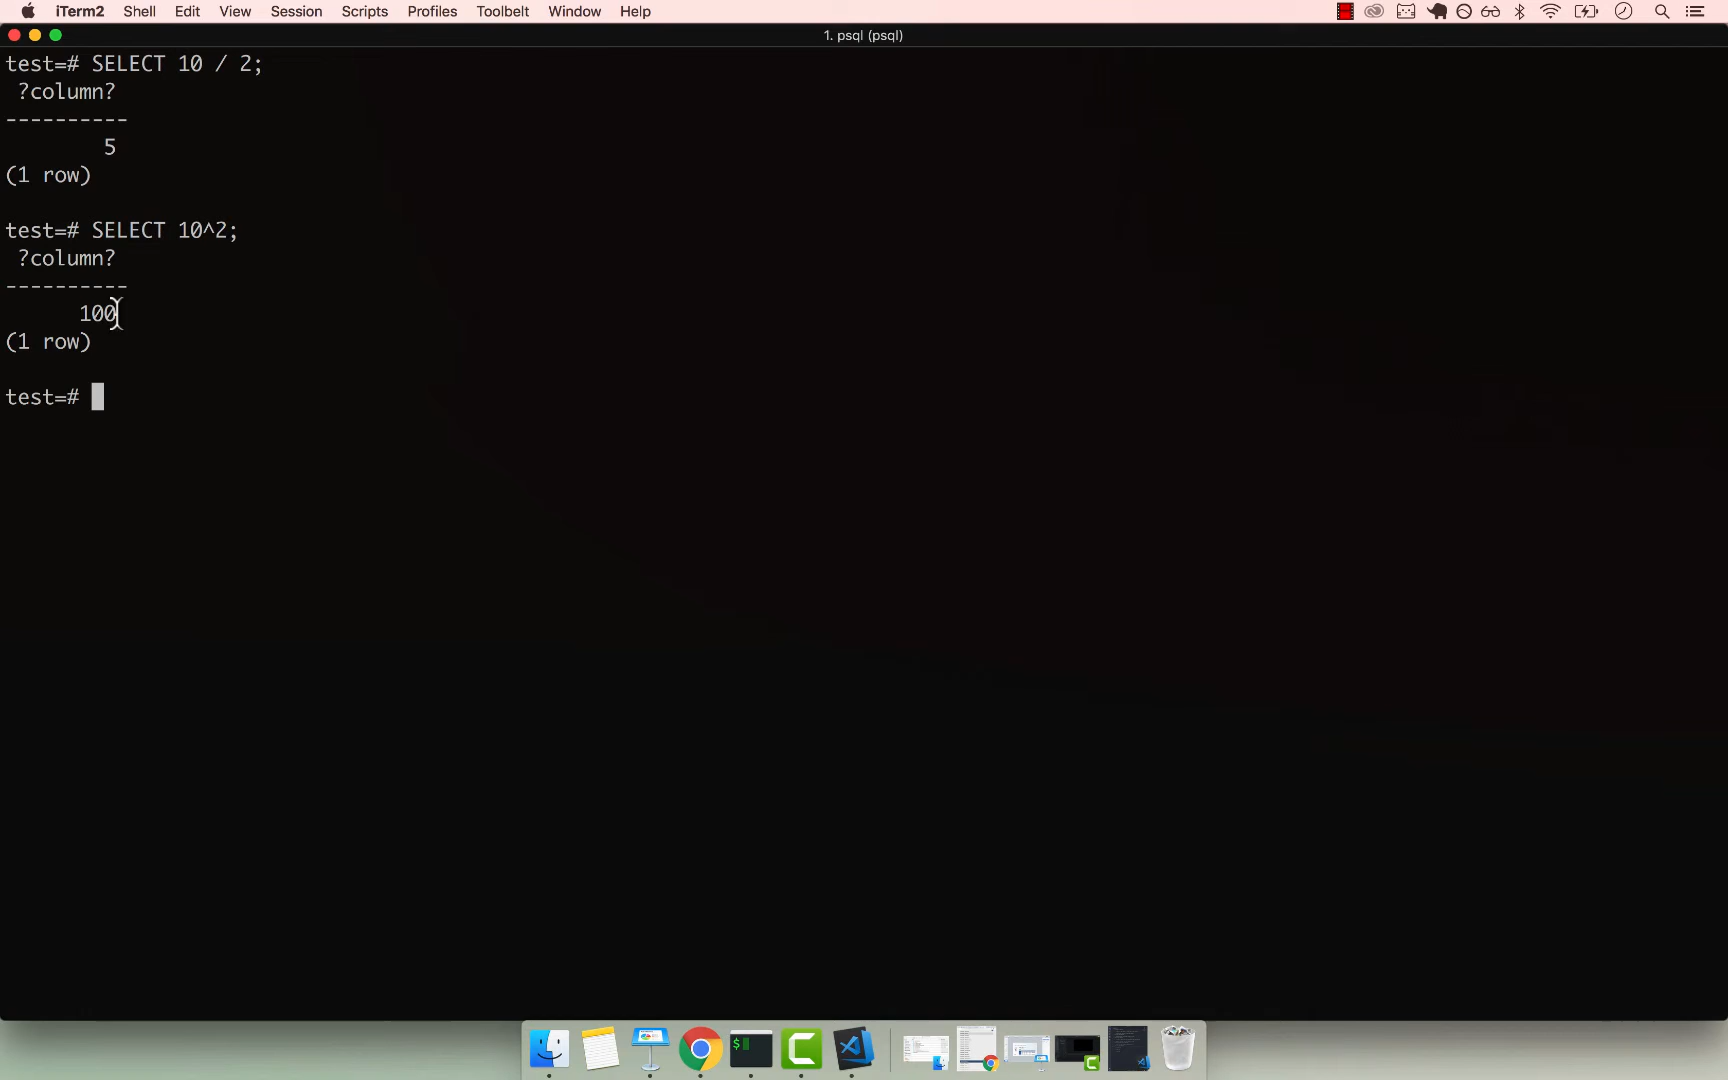 iTerm2 Shell Edit View Session Scripts Profiles Toolbelt Window Help
1. psql (psql)
test=# SELECT 10 / 2;
?column?
----------
5
(1 row)
test=# SELECT 10^2;
?column?
----------
100
(1 row)
test=#